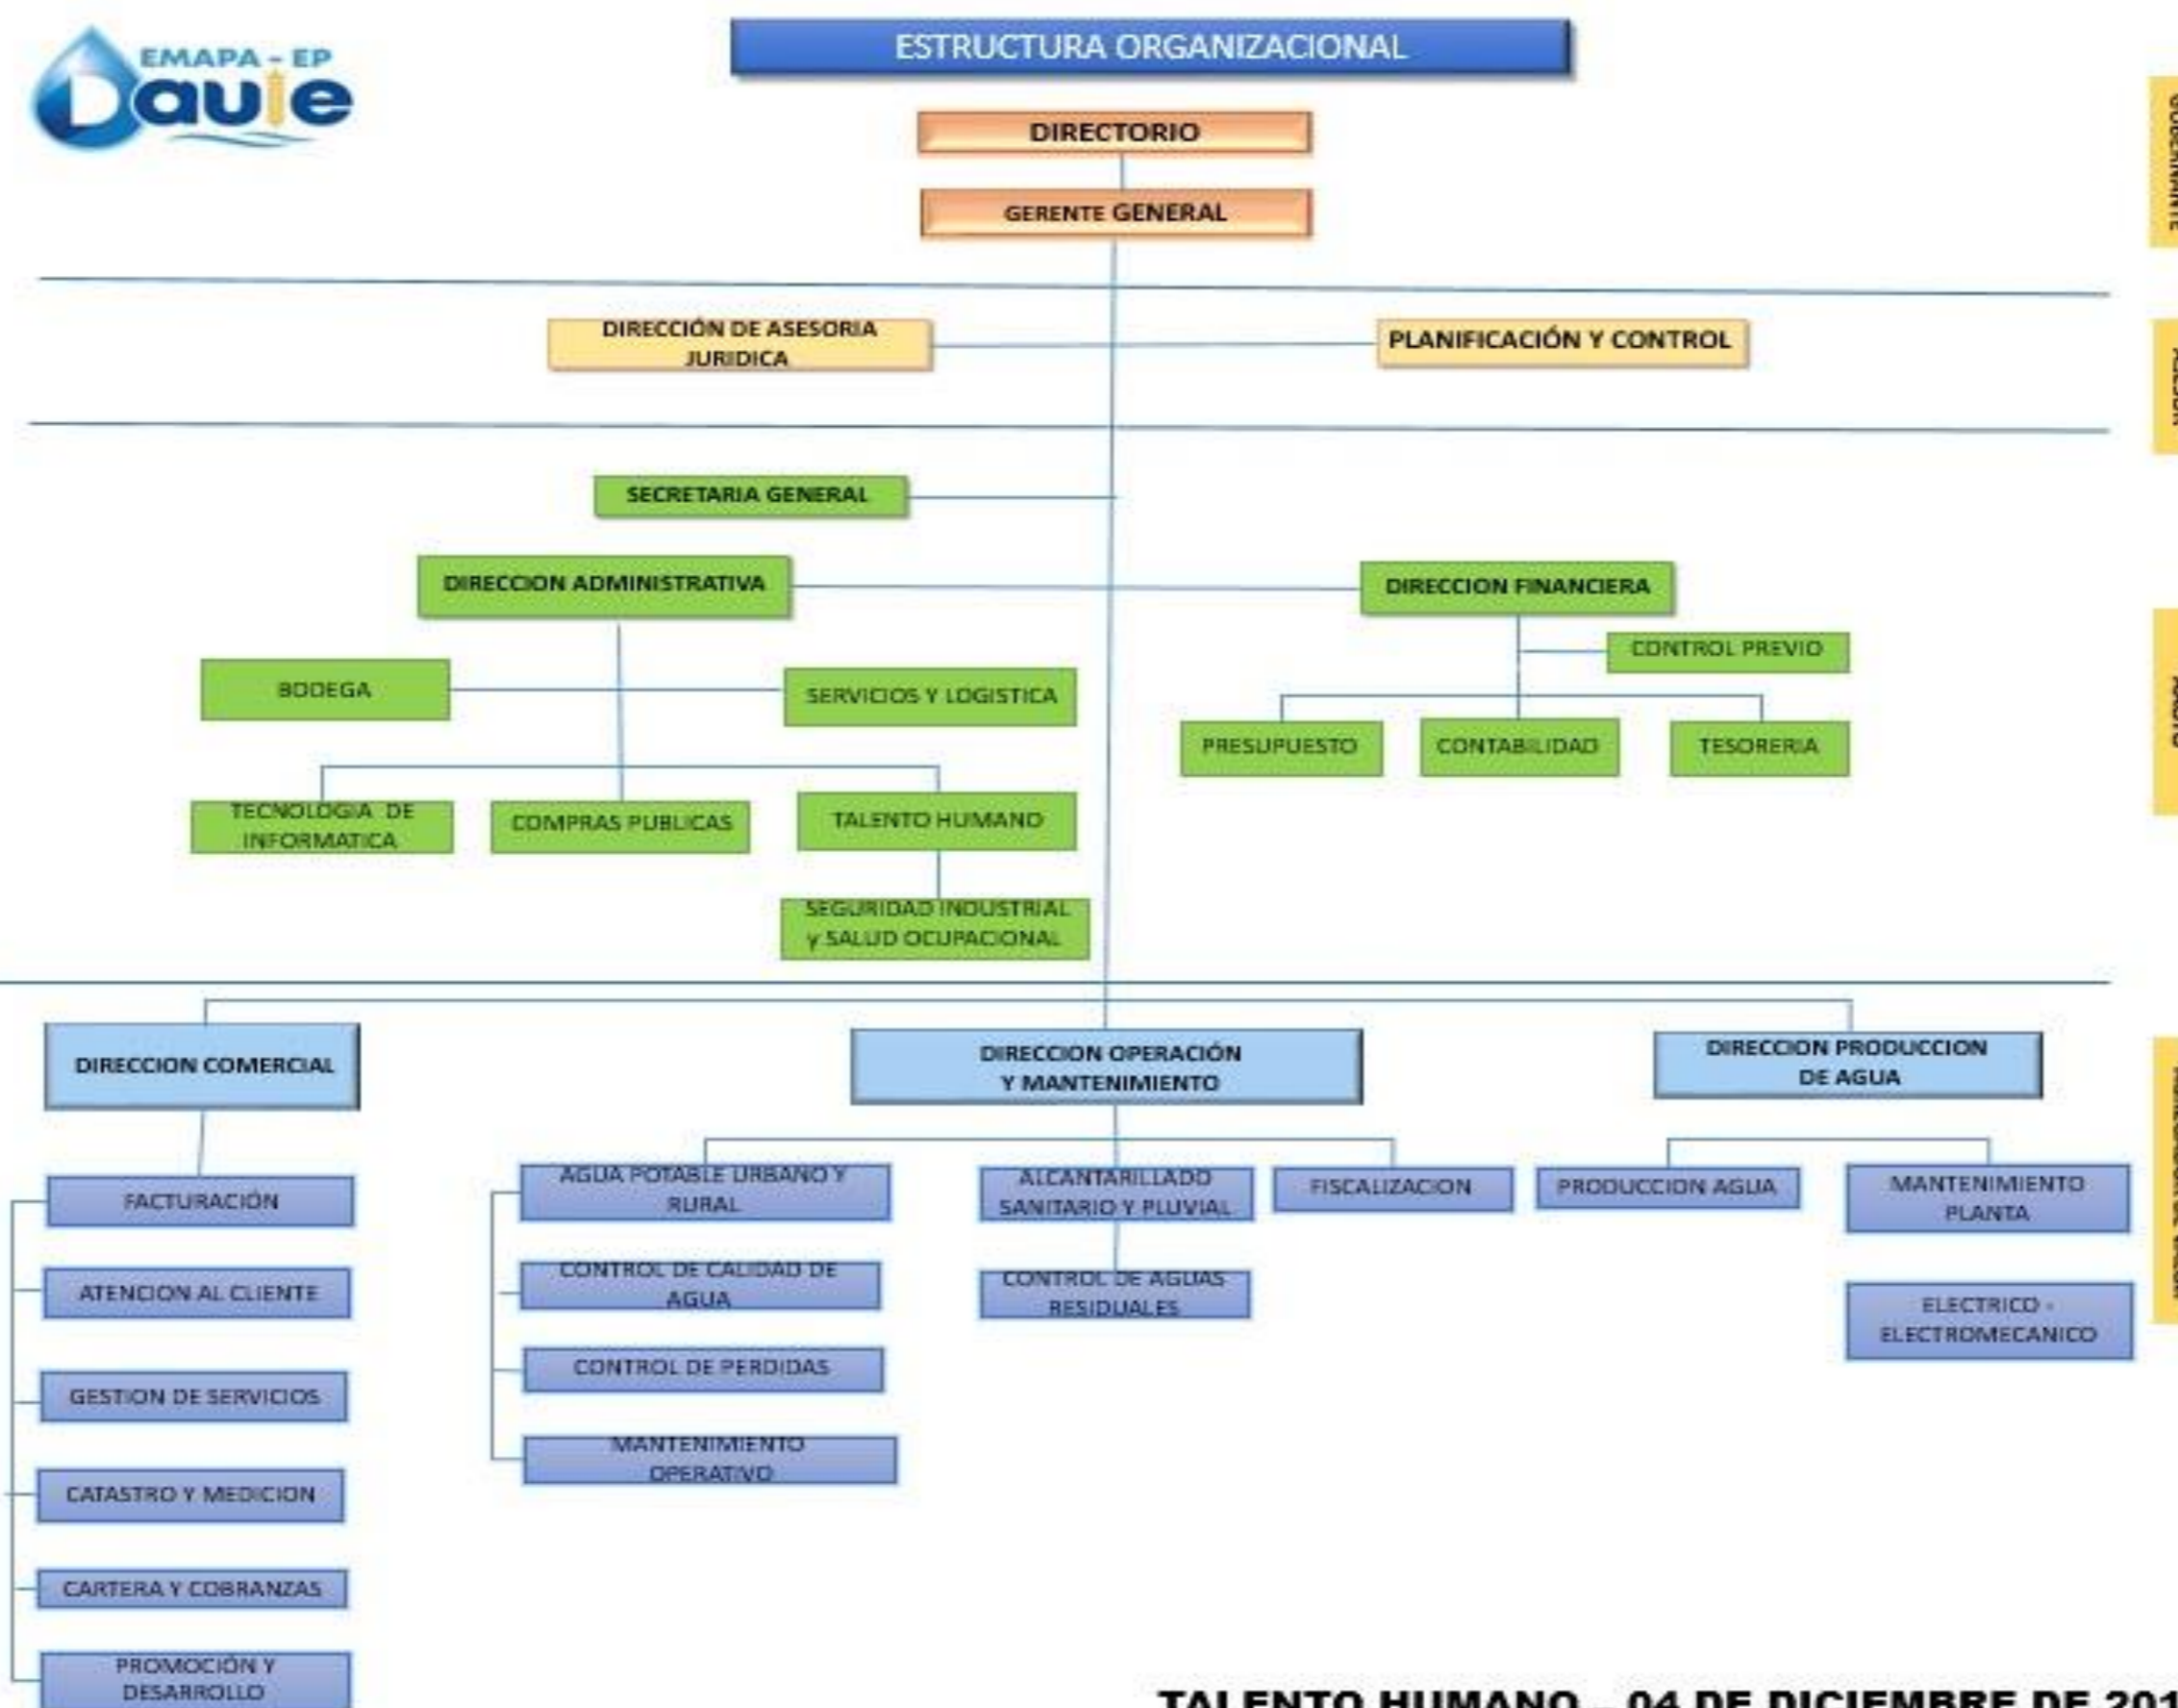 EMAPA - EP
Daule
ESTRUCTURA ORGANIZACIONAL
DIRECTORIO
GERENTE GENERAL
DIRECCIÓN DE ASESORIA
JURIDICA
PLANIFICACIÓN Y CONTROL
SECRETARIA GENERAL
DIRECCION ADMINISTRATIVA
DIRECCION FINANCIERA
CONTROL PREVIO
BODEGA
SERVICIOS Y LOGISTICA
PRESUPUESTO
CONTABILIDAD
TESORERIA
TECNOLOGIA DE
INFORMATICA
COMPRAS PUBLICAS
TALENTO HUMANO
SEGURIDAD INDUSTRIAL
y SALUD OCUPACIONAL
DIRECCION COMERCIAL
DIRECCION OPERACIÓN
Y MANTENIMIENTO
DIRECCION PRODUCCION
DE AGUA
FACTURACIÓN
ATENCION AL CLIENTE
GESTION DE SERVICIOS
CATASTRO Y MEDICION
CARTERA Y COBRANZAS
PROMOCIÓN Y
DESARROLLO
AGUA POTABLE URBANO Y
RURAL
CONTROL DE CALIDAD DE
AGUA
CONTROL DE PERDIDAS
MANTENIMIENTO
OPERATIVO
ALCANTARILLADO
SANITARIO Y PLUVIAL
CONTROL DE AGUAS
RESIDUALES
FISCALIZACION
PRODUCCION AGUA
MANTENIMIENTO
PLANTA
ELECTRICO -
ELECTROMECANICO
TALENTO HUMANO - 04 DE DICIEMBRE DE